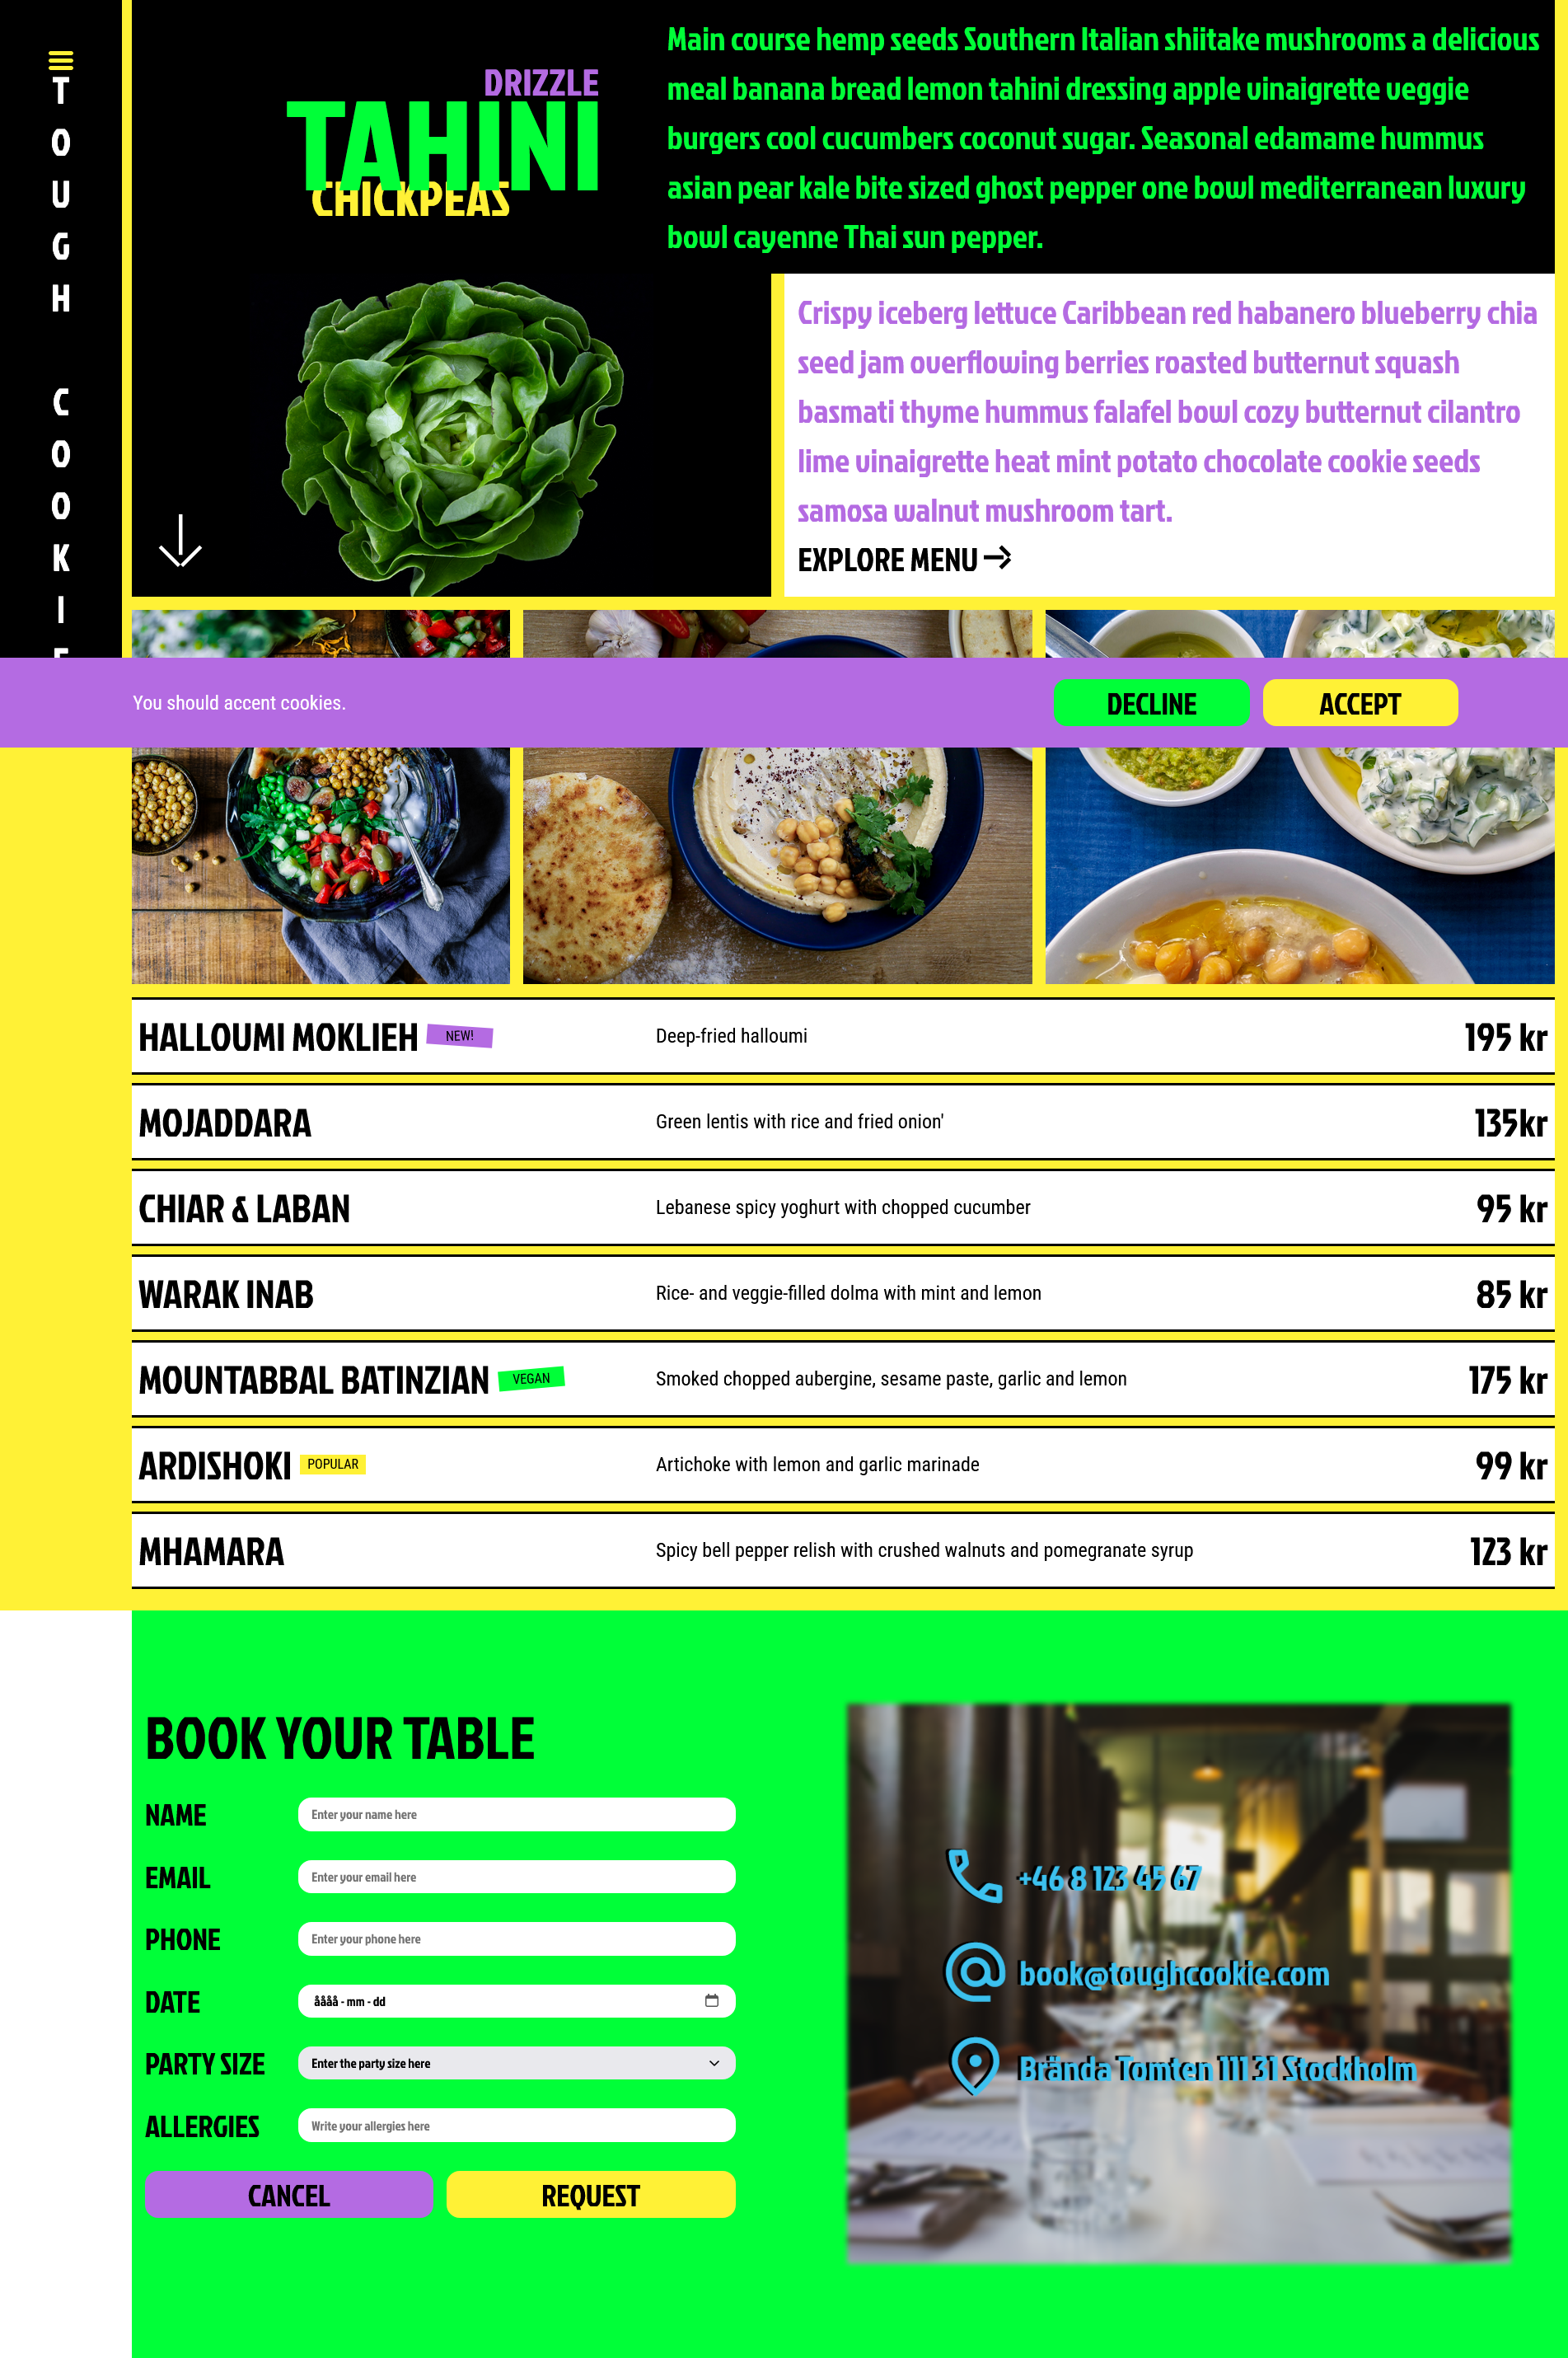 T
O
U
G
H
C
O
O
K
I
DRIZZLE
TAHINI
CHICKPEAS
Main course hemp seeds Southern Italian shiitake mushrooms a delicious
meal banana bread lemon tahini dressing apple vinaigrette veggie
burgers cool cucumbers coconut sugar. Seasonal edamame hummus
asian pear kale bite sized ghost pepper one bowl mediterranean luxury
bowl cayenne Thai sun pepper.
Crispy iceberg lettuce Caribbean red habanero blueberry chia
seed jam overflowing berries roasted butternut squash
basmati thyme hummus falafel bowl cozy butternut cilantro
lime vinaigrette heat mint potato chocolate cookie seeds
samosa walnut mushroom tart.
EXPLORE MENU
You should accent cookies.
DECLINE
ACCEPT
HALLOUMI MOKLIEH NEW! Deep-fried halloumi 195 kr
MOJADDARA Green lentis with rice and fried onion' 135kr
CHIAR & LABAN Lebanese spicy yoghurt with chopped cucumber 95 kr
WARAK INAB Rice- and veggie-filled dolma with mint and lemon 85 kr
MOUNTABBAL BATINZIAN VEGAN Smoked chopped aubergine, sesame paste, garlic and lemon 175 kr
ARDISHOKI POPULAR Artichoke with lemon and garlic marinade 99 kr
MHAMARA Spicy bell pepper relish with crushed walnuts and pomegranate syrup 123 kr
BOOK YOUR TABLE
NAME Enter your name here
EMAIL Enter your email here
PHONE Enter your phone here
DATE åååå-mm-dd
PARTY SIZE Enter the party size here
ALLERGIES Write your allergies here
CANCEL
REQUEST
+46 8 123 45 67
book@toughcookie.com
Brända Tomten 111 31 Stockholm